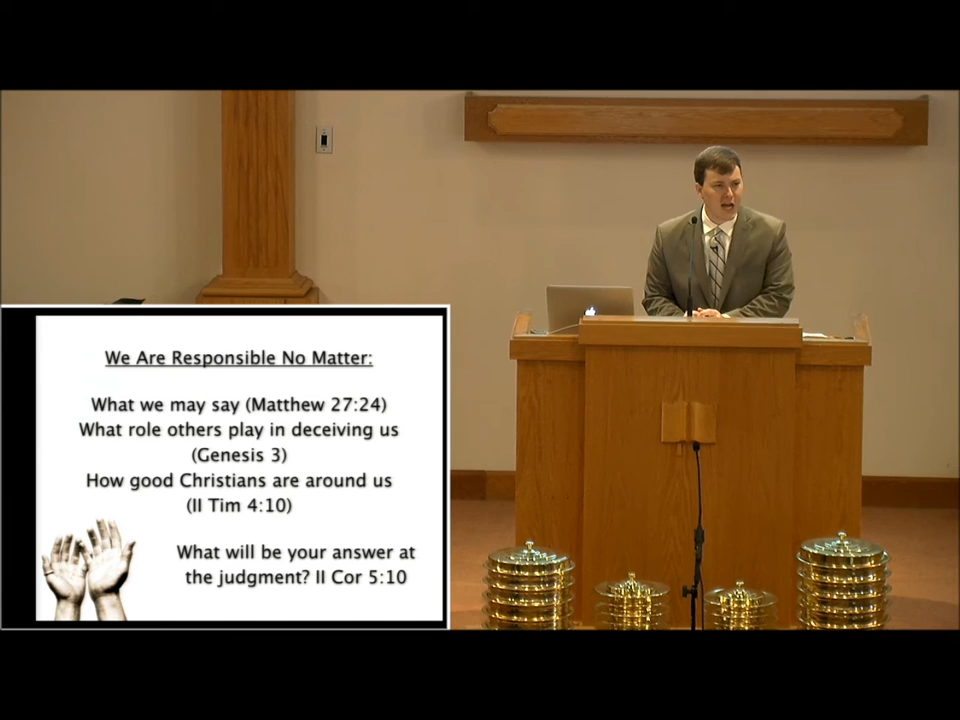 We Are Responsible No Matter:
What we may say (Matthew 27:24)
What role others play in deceiving us
(Genesis 3)
How good Christians are around us
(II Tim 4:10)
What will be your answer at
the judgment? II Cor 5:10